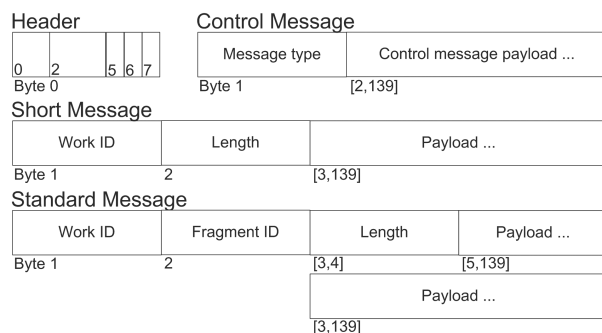 Header
Control Message
Message type
Control message payload ...
0 2 5 6 7
Byte 0
Byte 1
[2,139]
Short Message
Work ID
Length
Payload ...
Byte 1
2
[3,139]
Standard Message
Work ID
Fragment ID
Length
Payload ...
Byte 1
2
[3,4]
[5,139]
Payload ...
[3,139]